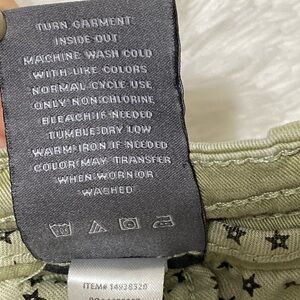 TURN GARMENT
INSIDE OUT
MACHINE WASH COLD
WITH LIKE COLORS
NORMAL CYCLE USE
ONLY NON-CHLORINE
BLEACH IF NEEDED
TUMBLE DRY LOW
WARM IRON IF NEEDED
COLOR MAY TRANSFER
WHEN WORN OR
WASHED
ITEM# 14938320